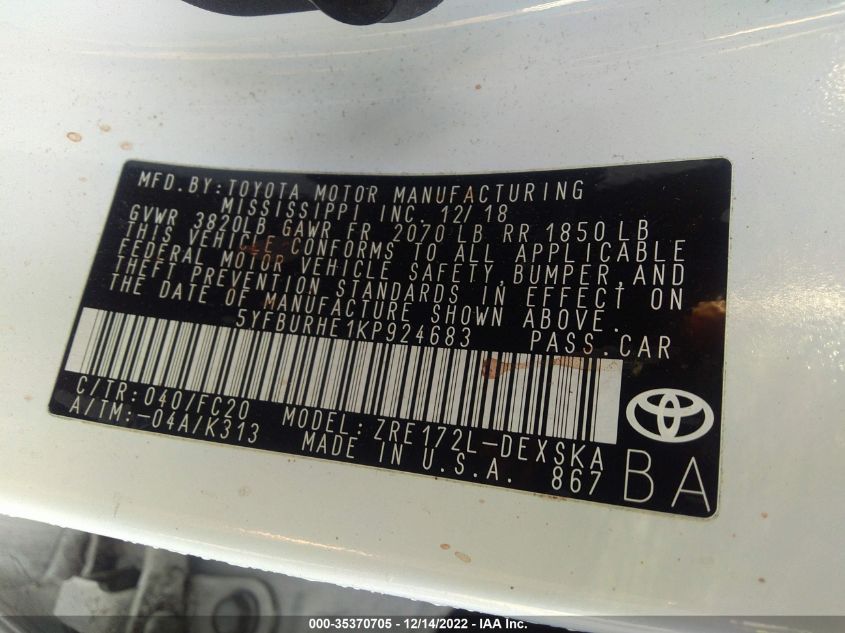 MFD.BY:TOYOTA MOTOR MANUFACTURING
MISSISSIPPI INC. 12/18
GVWR 3820LB GAWR FR 2070 LB RR 1850 LB
THIS VEHICLE CONFORMS TO ALL APPLICABLE
FEDERAL MOTOR VEHICLE SAFETY, BUMPER, AND
THEFT PREVENTION STANDARDS IN EFFECT ON
THE DATE OF MANUFACTURE SHOWN ABOVE.
5YFBURHE1KP924683 PASS.CAR
C/TR:040/FC20 MODEL:ZRE172L-DEXSKA
A/TM:-04A/K313 MADE IN U.S.A. 867
BA
000-35370705 - 12/14/2022 - IAA Inc.